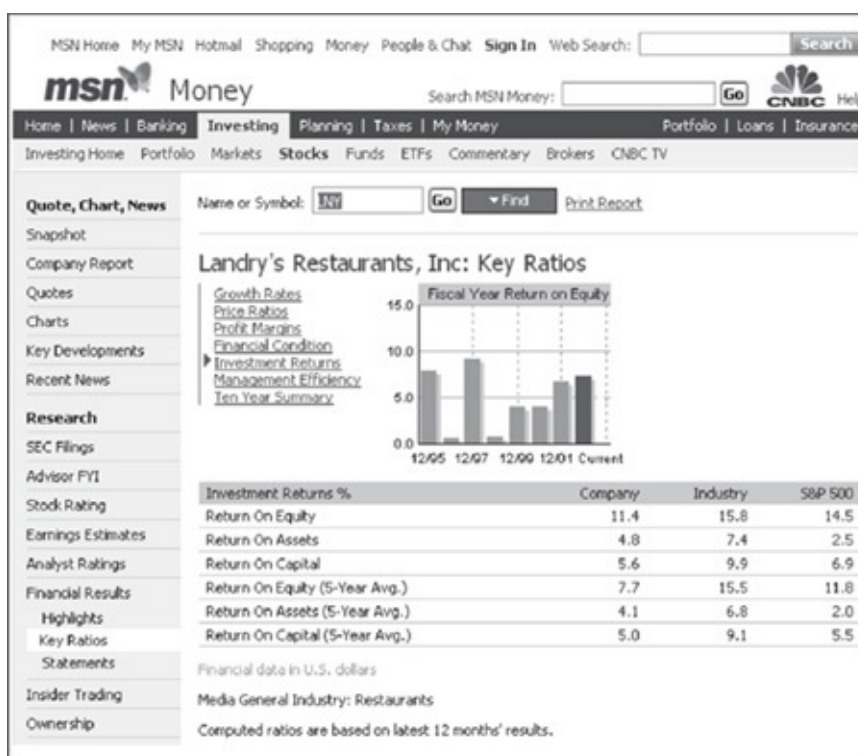 MSN Home My MSN Hotmail Shopping Money People & Chat Sign In Web Search: Search
msn Money Search MSN Money: Go CNBC Help
Home | News | Banking Investing Planning | Taxes | My Money Portfolio | Loans | Insurance
Investing Home Portfolio Markets Stocks Funds ETFs Commentary Brokers CNBC TV
Quote, Chart, News
Snapshot
Company Report
Quotes
Charts
Key Developments
Recent News
Research
SEC Filings
Advisor FYI
Stock Rating
Earnings Estimates
Analyst Ratings
Financial Results
Highlights
Key Ratios
Statements
Insider Trading
Ownership
Name or Symbol: LNY Go Find Print Report
Landry's Restaurants, Inc: Key Ratios
Growth Rates
Price Ratios
Profit Margins
Financial Condition
Investment Returns
Management Efficiency
Ten Year Summary
Fiscal Year Return on Equity
15.0
10.0
5.0
0.0
12/95 12/97 12/99 12/01 Current
Investment Returns % Company Industry S&P 500
Return On Equity 11.4 15.8 14.5
Return On Assets 4.8 7.4 2.5
Return On Capital 5.6 9.9 6.9
Return On Equity (5-Year Avg.) 7.7 15.5 11.8
Return On Assets (5-Year Avg.) 4.1 6.8 2.0
Return On Capital (5-Year Avg.) 5.0 9.1 5.5
Financial data in U.S. dollars
Media General Industry: Restaurants
Computed ratios are based on latest 12 months' results.